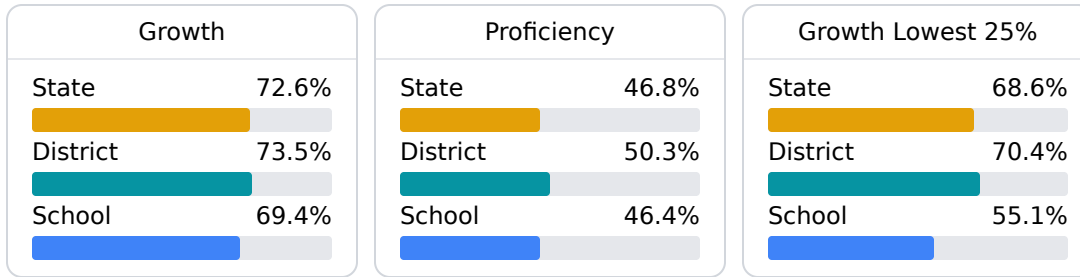 Growth
State 72.6%
District 73.5%
School 69.4%
Proficiency
State 46.8%
District 50.3%
School 46.4%
Growth Lowest 25%
State 68.6%
District 70.4%
School 55.1%